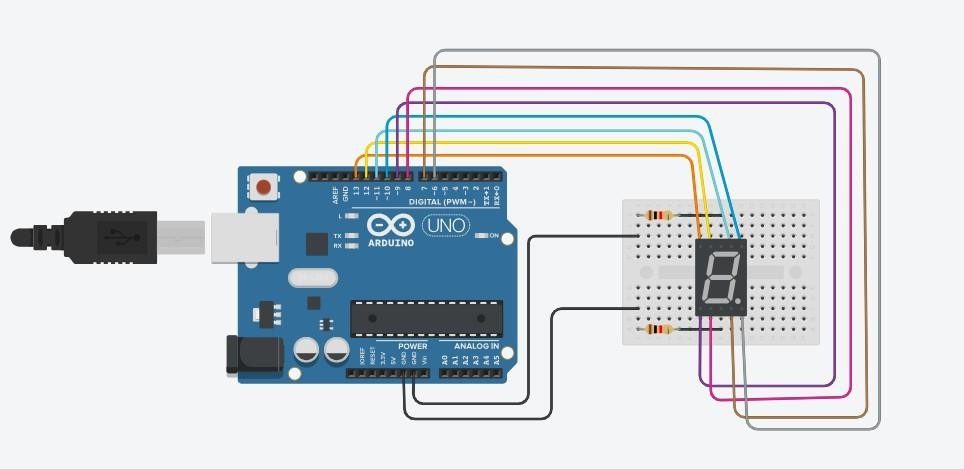 AREF
GND
13
12
~11
~10
~9
8
7
~6
~5
4
~3
2
TX→1
RX←0
DIGITAL (PWM~)
L
TX
RX
ARDUINO
UNO
ON
POWER
ANALOG IN
IOREF
RESET
3.3V
5V
GND
GND
Vin
A0
A1
A2
A3
A4
A5